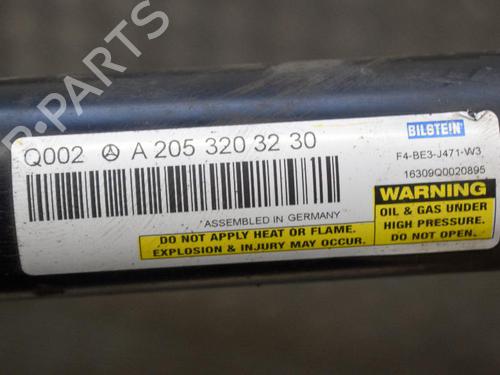 R-PARTS
Q002 A 205 320 32 30
BILSTEIN
F4-BE3-J471-W3
16309Q0020895
ASSEMBLED IN GERMANY
DO NOT APPLY HEAT OR FLAME.
EXPLOSION & INJURY MAY OCCUR.
WARNING
OIL & GAS UNDER
HIGH PRESSURE.
DO NOT OPEN.